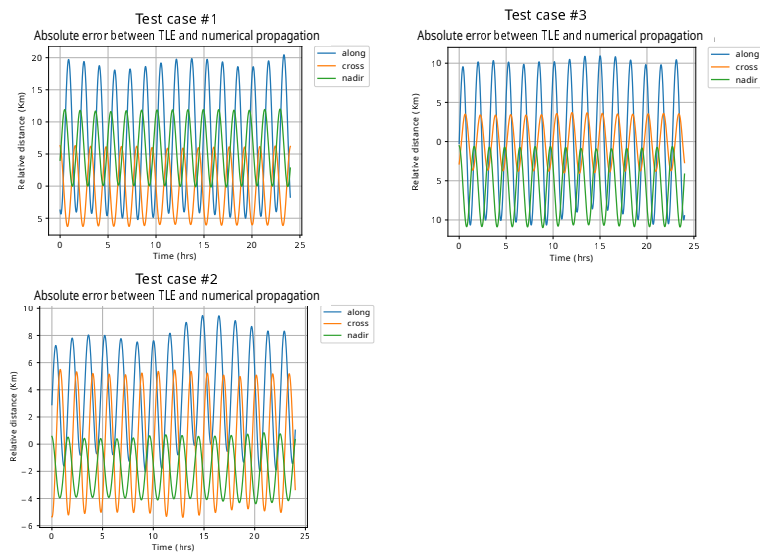 Test case #1
Absolute error between TLE and numerical propagation
along
cross
nadir
20
15
10
5
0
5
Relative distance (Km)
0 5 10 15 20 25
Time (hrs)
Test case #3
Absolute error between TLE and numerical propagation
along
cross
nadir
10
5
0
5
10
Relative distance (Km)
0 5 10 15 20 25
Time (hrs)
Test case #2
Absolute error between TLE and numerical propagation
along
cross
nadir
10
8
6
4
2
0
−2
−4
−6
Relative distance (Km)
0 5 10 15 20 25
Time (hrs)